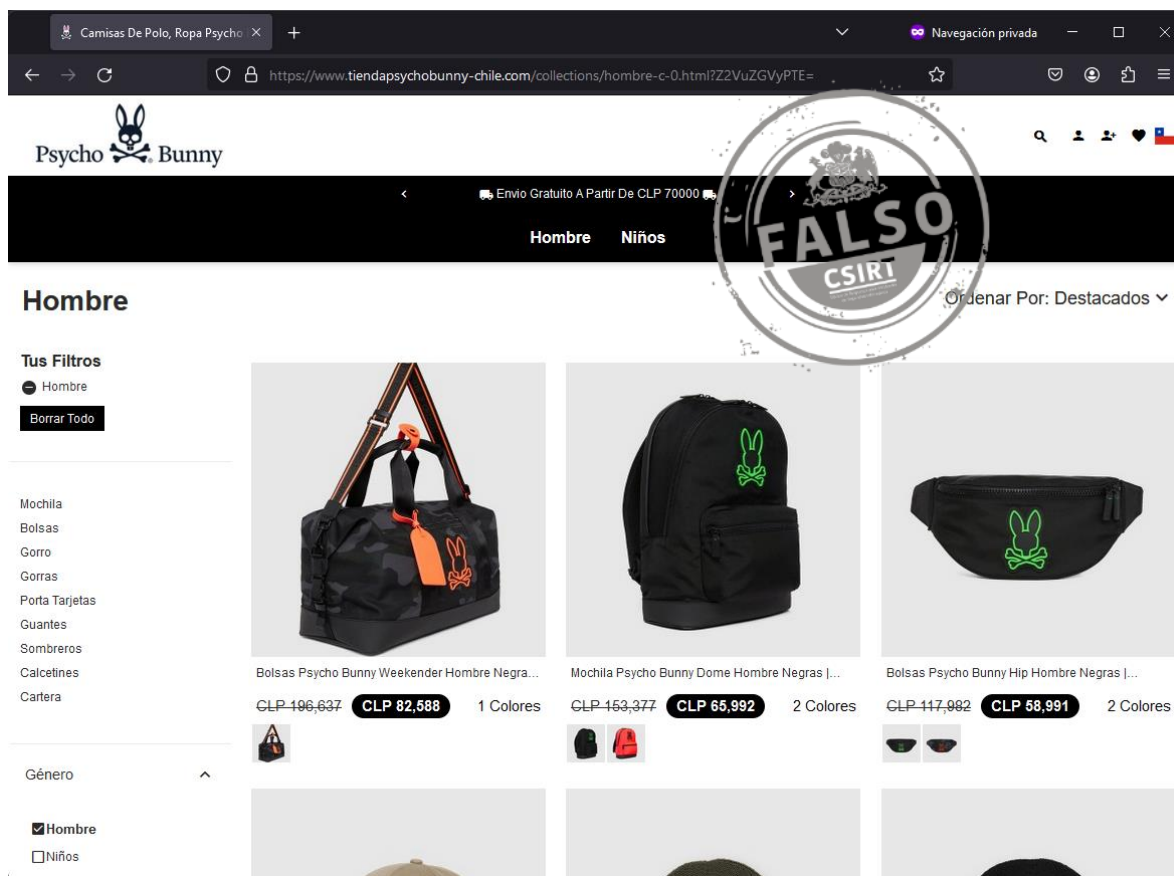 Camisas De Polo, Ropa Psycho
Navegación privada
https://www.tiendapsychobunny-chile.com/collections/hombre-c-0.html?Z2VuZGVyPTE=
Psycho Bunny
Envio Gratuito A Partir De CLP 70000
Hombre Niños
FALSO
CSIRT
Hombre
Ordenar Por: Destacados
Tus Filtros
Hombre
Borrar Todo
Mochila
Bolsas
Gorro
Gorras
Porta Tarjetas
Guantes
Sombreros
Calcetines
Cartera
Bolsas Psycho Bunny Weekender Hombre Negra...
CLP 196,637 CLP 82,588 1 Colores
Mochila Psycho Bunny Dome Hombre Negras |...
CLP 153,377 CLP 65,992 2 Colores
Bolsas Psycho Bunny Hip Hombre Negras |...
CLP 117,982 CLP 58,991 2 Colores
Género
Hombre
Niños